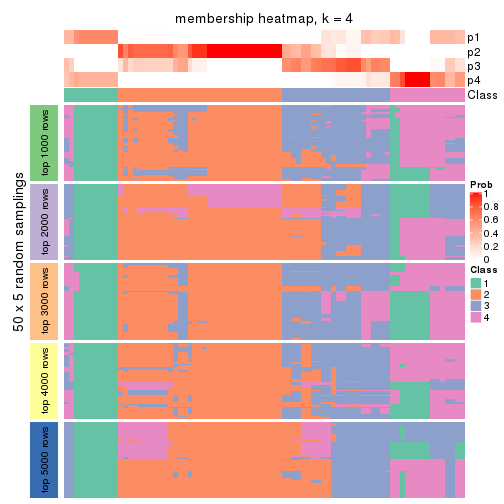 membership heatmap, k = 4
p1
p2
p3
p4
Class
50 x 5 random samplings
top 1000 rows
top 2000 rows
top 3000 rows
top 4000 rows
top 5000 rows
Prob
1
0.8
0.6
0.4
0.2
0
Class
1
2
3
4